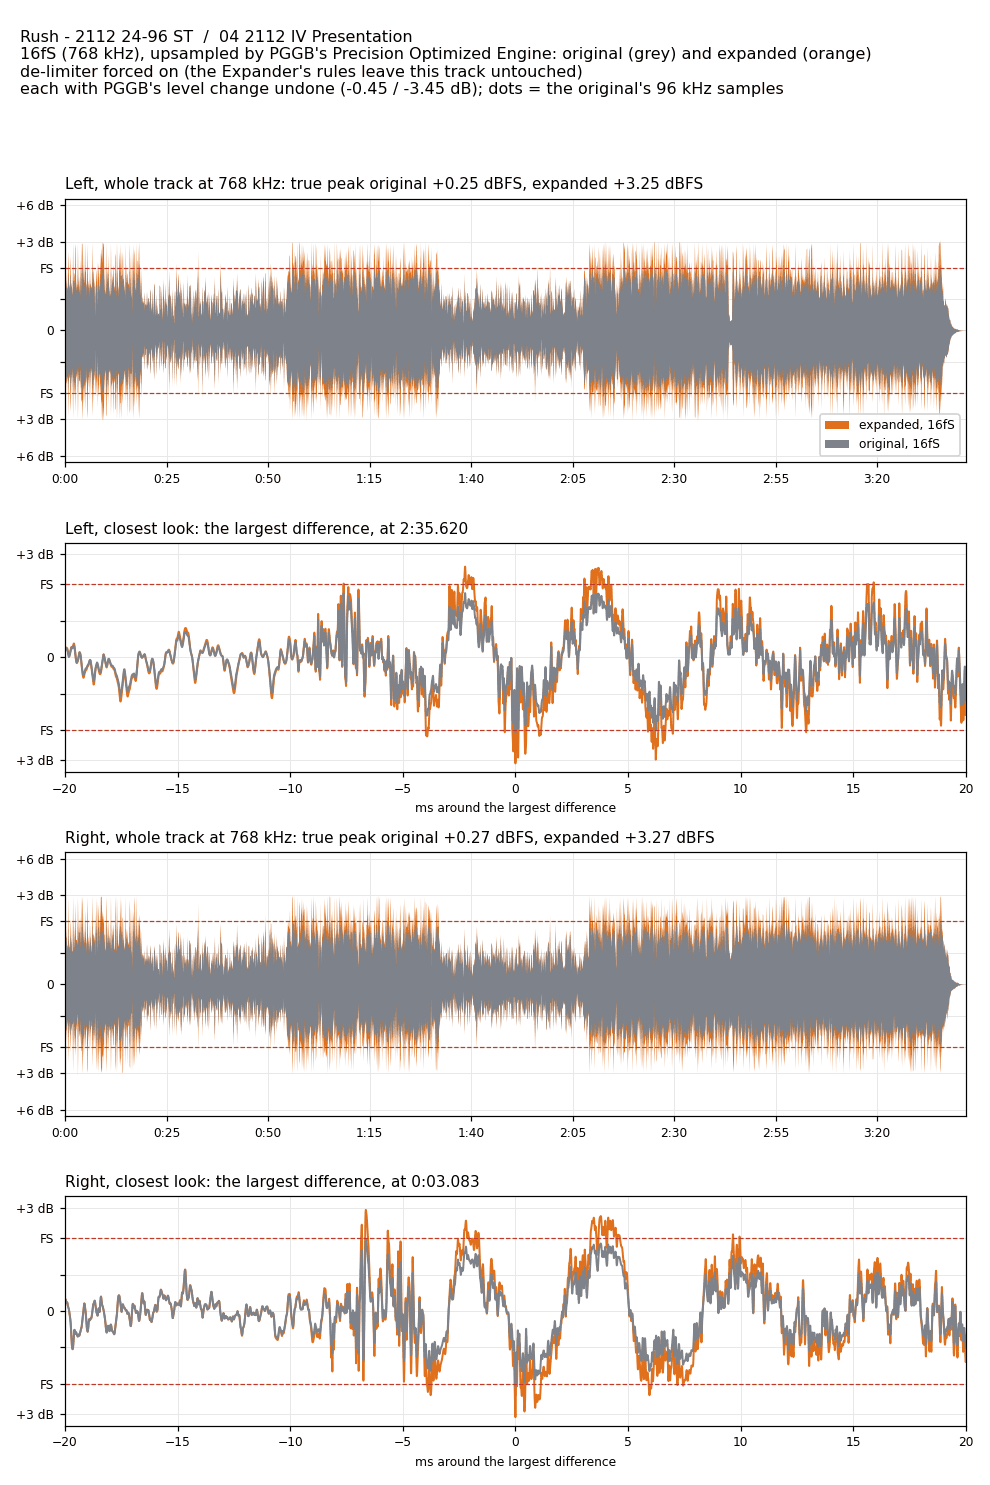 Rush - 2112 24-96 ST  /  04 2112 IV Presentation
16fS (768 kHz), upsampled by PGGB's Precision Optimized Engine: original (grey) and expanded (orange)
de-limiter forced on (the Expander's rules leave this track untouched)
each with PGGB's level change undone (-0.45 / -3.45 dB); dots = the original's 96 kHz samples
Left, whole track at 768 kHz: true peak original +0.25 dBFS, expanded +3.25 dBFS
+6 dB
+3 dB
FS
0
FS
+3 dB
+6 dB
expanded, 16fS
original, 16fS
0:00 0:25 0:50 1:15 1:40 2:05 2:30 2:55 3:20
Left, closest look: the largest difference, at 2:35.620
+3 dB
FS
0
FS
+3 dB
−20 −15 −10 −5 0 5 10 15 20
ms around the largest difference
Right, whole track at 768 kHz: true peak original +0.27 dBFS, expanded +3.27 dBFS
+6 dB
+3 dB
FS
0
FS
+3 dB
+6 dB
0:00 0:25 0:50 1:15 1:40 2:05 2:30 2:55 3:20
Right, closest look: the largest difference, at 0:03.083
+3 dB
FS
0
FS
+3 dB
−20 −15 −10 −5 0 5 10 15 20
ms around the largest difference